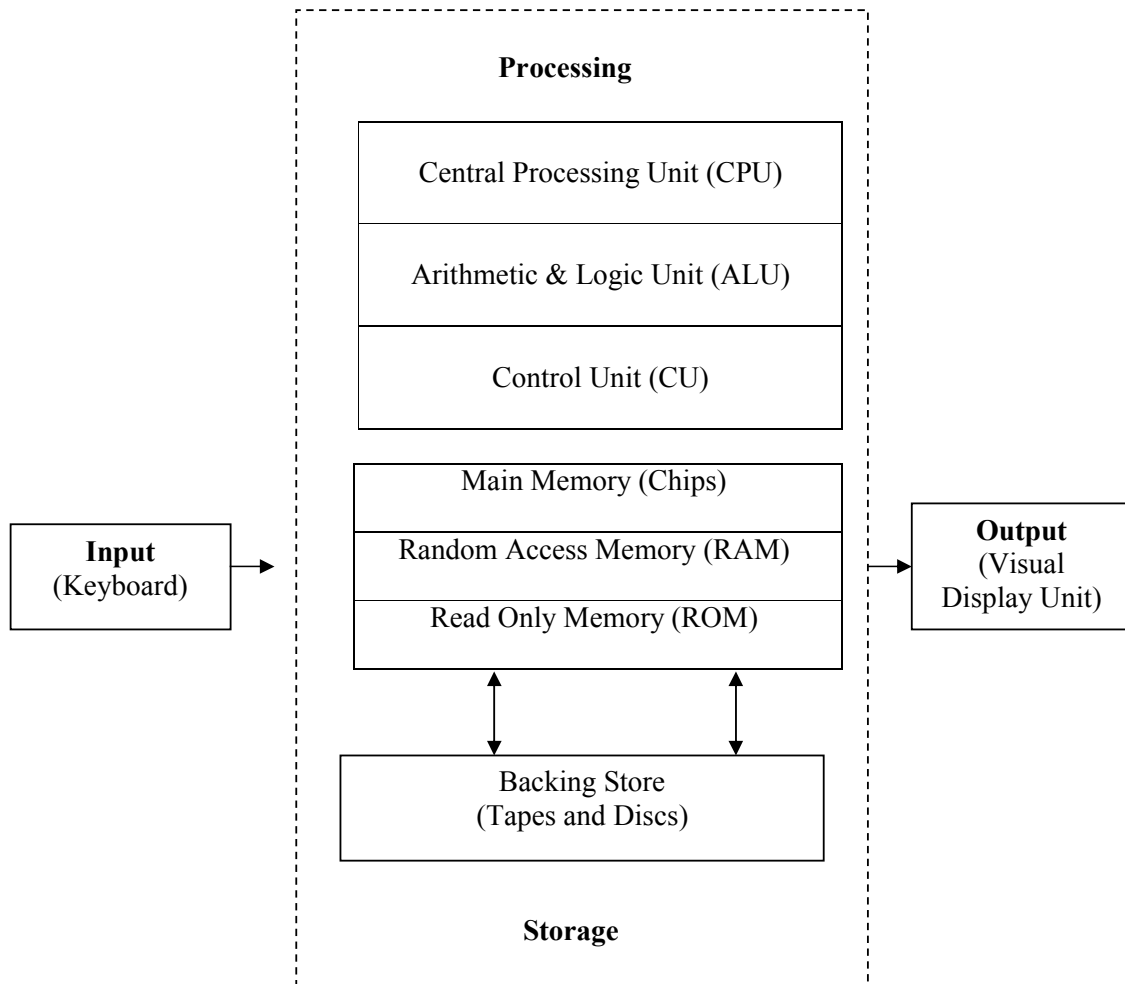 Processing
Central Processing Unit (CPU)
Arithmetic & Logic Unit (ALU)
Control Unit (CU)
Main Memory (Chips)
Random Access Memory (RAM)
Read Only Memory (ROM)
Input
(Keyboard)
Output
(Visual
Display Unit)
Backing Store
(Tapes and Discs)
Storage